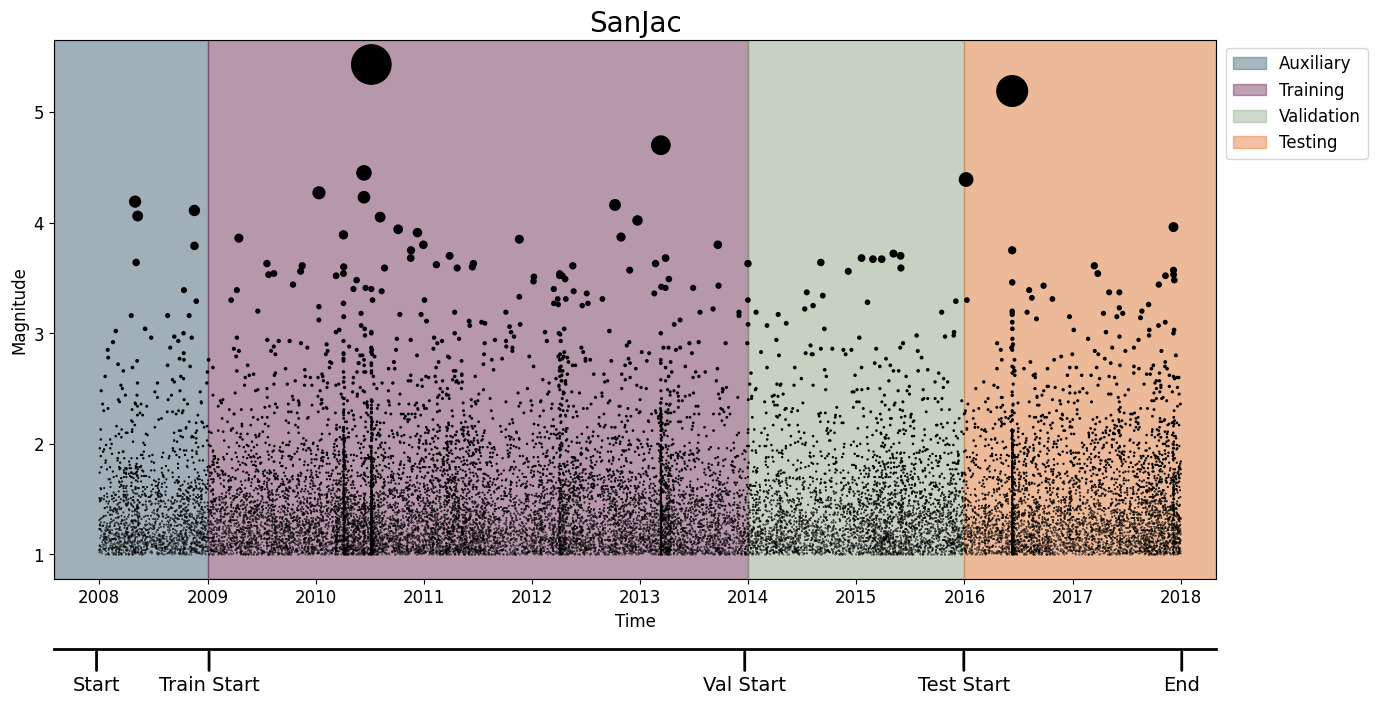 SanJac
Auxiliary
Training
Validation
Testing
Magnitude
5
4
3
2
1
2008 2009 2010 2011 2012 2013 2014 2015 2016 2017 2018
Time
Start Train Start Val Start Test Start End